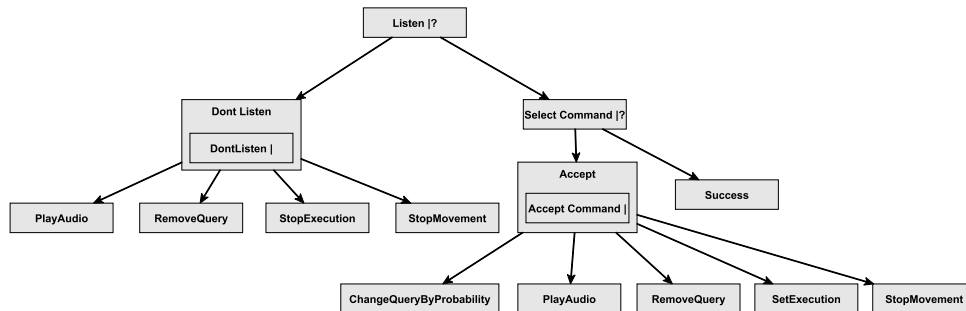 Listen |?
Dont Listen
DontListen |
Select Command |?
Accept
Accept Command |
Success
PlayAudio
RemoveQuery
StopExecution
StopMovement
ChangeQueryByProbability
PlayAudio
RemoveQuery
SetExecution
StopMovement